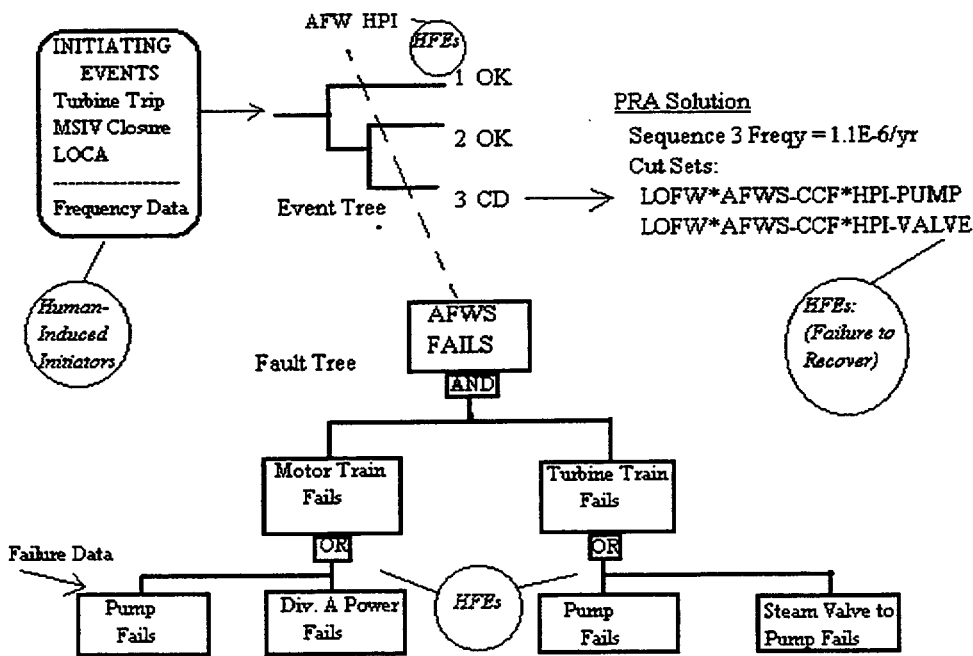 INITIATING
EVENTS
Turbine Trip
MSIV Closure
LOCA
Frequency Data
Human-
Induced
Initiators
AFW HPI
HFEs
1 OK
2 OK
3 CD
Event Tree
PRA Solution
Sequence 3 Freqy = 1.1E-6/yr
Cut Sets:
LOFW*AFWS-CCF*HPI-PUMP
LOFW*AFWS-CCF*HPI-VALVE
HFEs:
(Failure to
Recover)
AFWS
FAILS
AND
Fault Tree
Motor Train
Fails
OR
Turbine Train
Fails
OR
Failure Data
Pump
Fails
Div. A Power
Fails
HFEs
Pump
Fails
Steam Valve to
Pump Fails